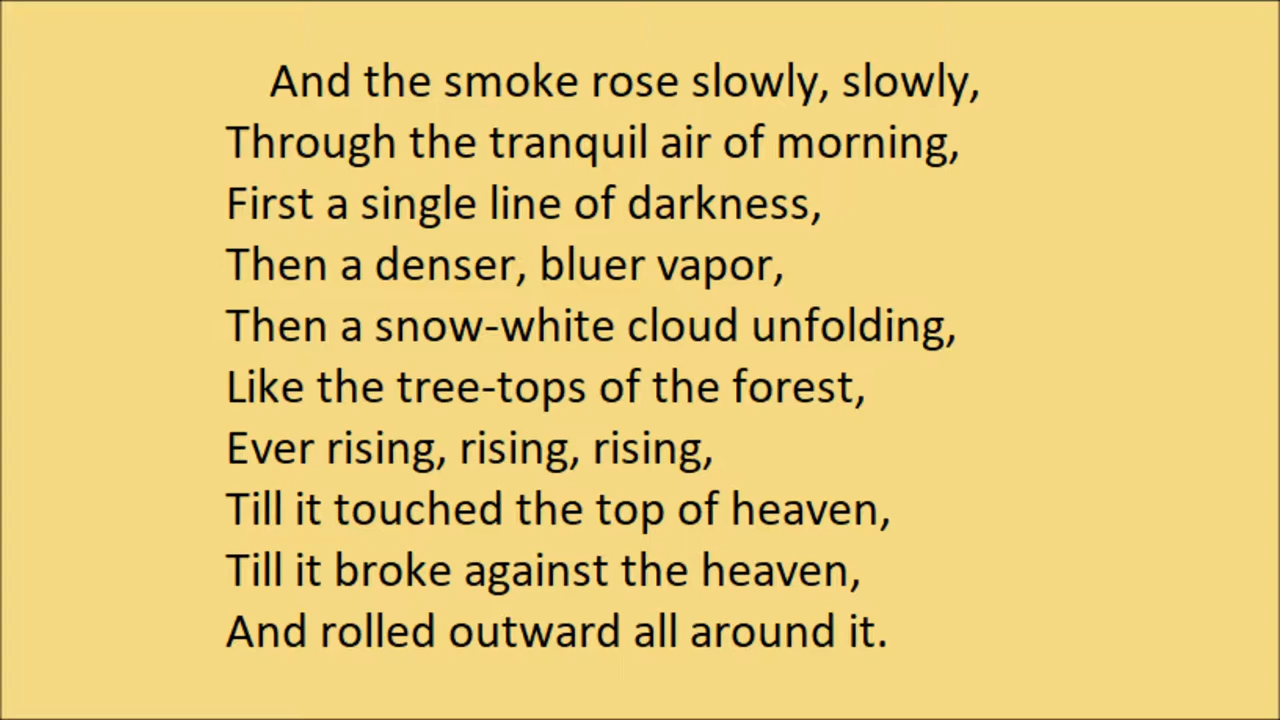 And the smoke rose slowly, slowly,
Through the tranquil air of morning,
First a single line of darkness,
Then a denser, bluer vapor,
Then a snow-white cloud unfolding,
Like the tree-tops of the forest,
Ever rising, rising, rising,
Till it touched the top of heaven,
Till it broke against the heaven,
And rolled outward all around it.